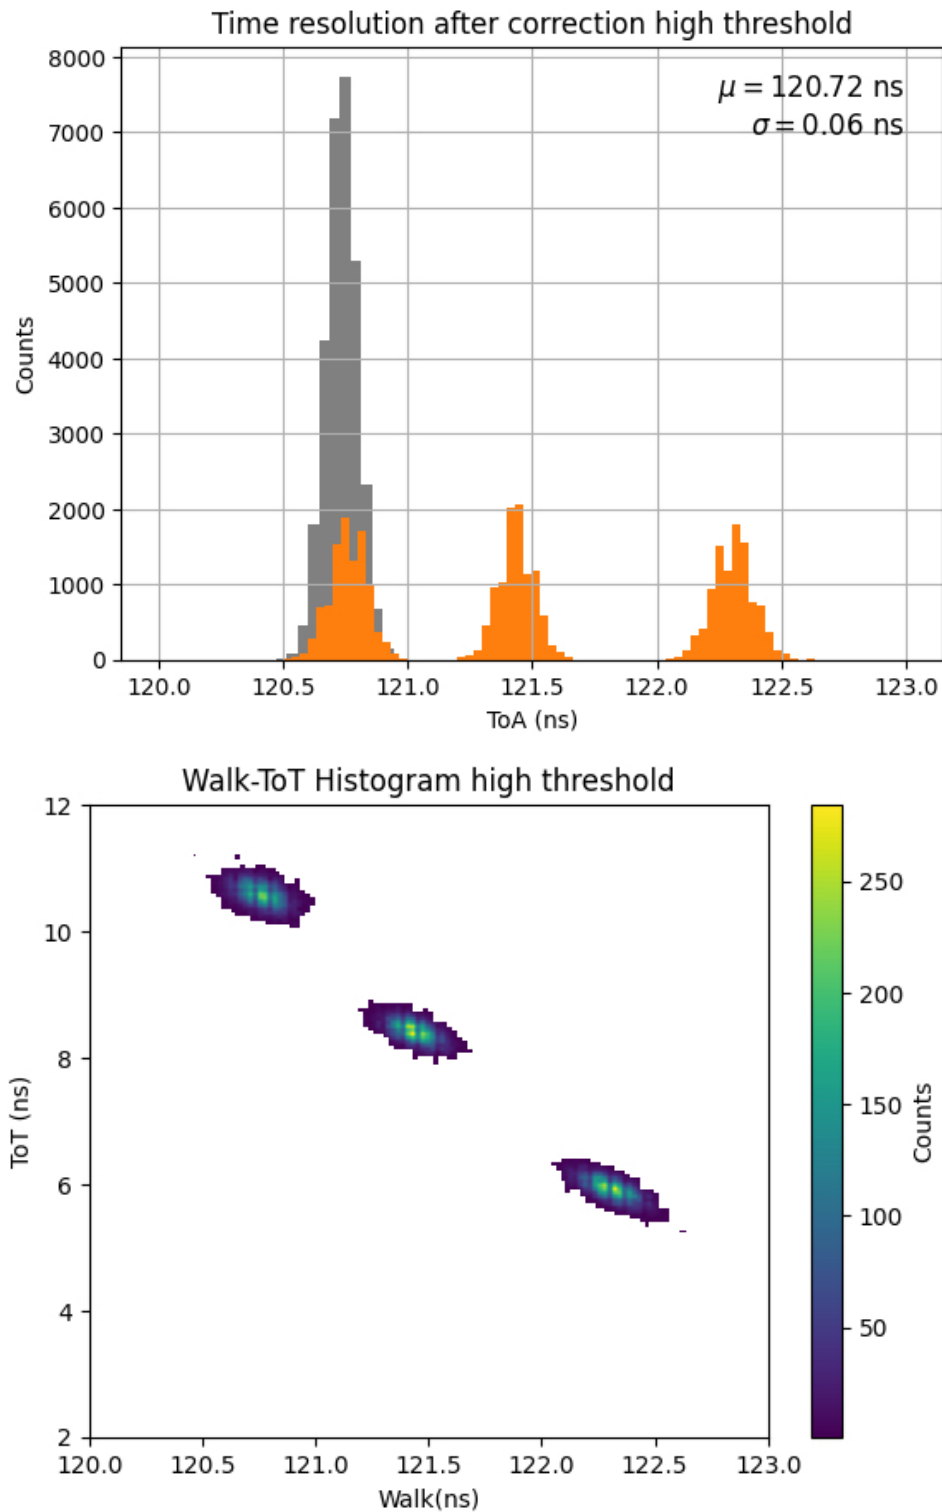 Time resolution after correction high threshold
8000
7000
6000
5000
4000
3000
2000
1000
0
Counts
μ = 120.72 ns
σ = 0.06 ns
120.0 120.5 121.0 121.5 122.0 122.5 123.0
ToA (ns)
Walk-ToT Histogram high threshold
12
10
8
6
4
2
ToT (ns)
120.0 120.5 121.0 121.5 122.0 122.5 123.0
Walk(ns)
250
200
150
100
50
Counts